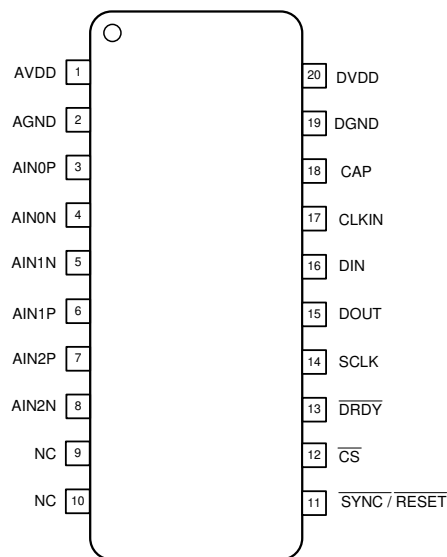 AVDD 1
AGND 2
AIN0P 3
AIN0N 4
AIN1N 5
AIN1P 6
AIN2P 7
AIN2N 8
NC 9
NC 10
20 DVDD
19 DGND
18 CAP
17 CLKIN
16 DIN
15 DOUT
14 SCLK
13 DRDY
12 CS
11 SYNC / RESET